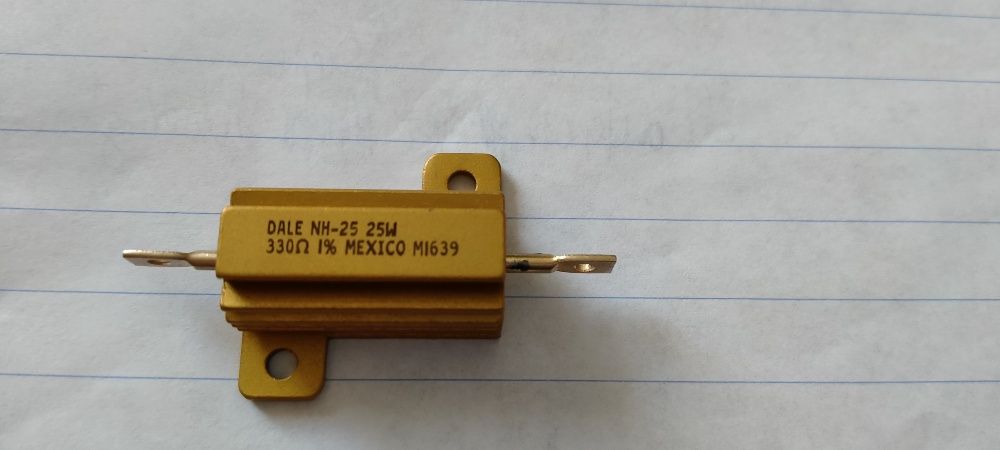 DALE NH-25 25W
330Ω 1% MEXICO M1639